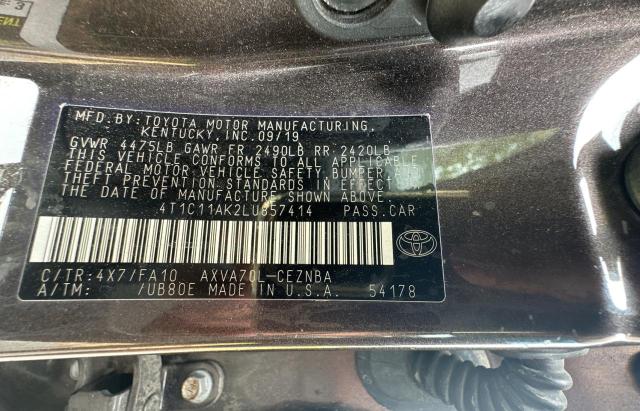 MFD.BY:TOYOTA MOTOR MANUFACTURING,
KENTUCKY,INC.09/19
GVWR 4475LB GAWR FR 2490LB RR 2420LB
THIS VEHICLE CONFORMS TO ALL APPLICABLE
FEDERAL MOTOR VEHICLE SAFETY,BUMPER,AND
THEFT PREVENTION STANDARDS IN EFFECT ON
THE DATE OF MANUFACTURE SHOWN ABOVE.
4T1C11AK2LU857414 PASS.CAR
C/TR:4X7/FA10 AXVA70L-CEZNBA
A/TM: /UB80E MADE IN U.S.A. 54178